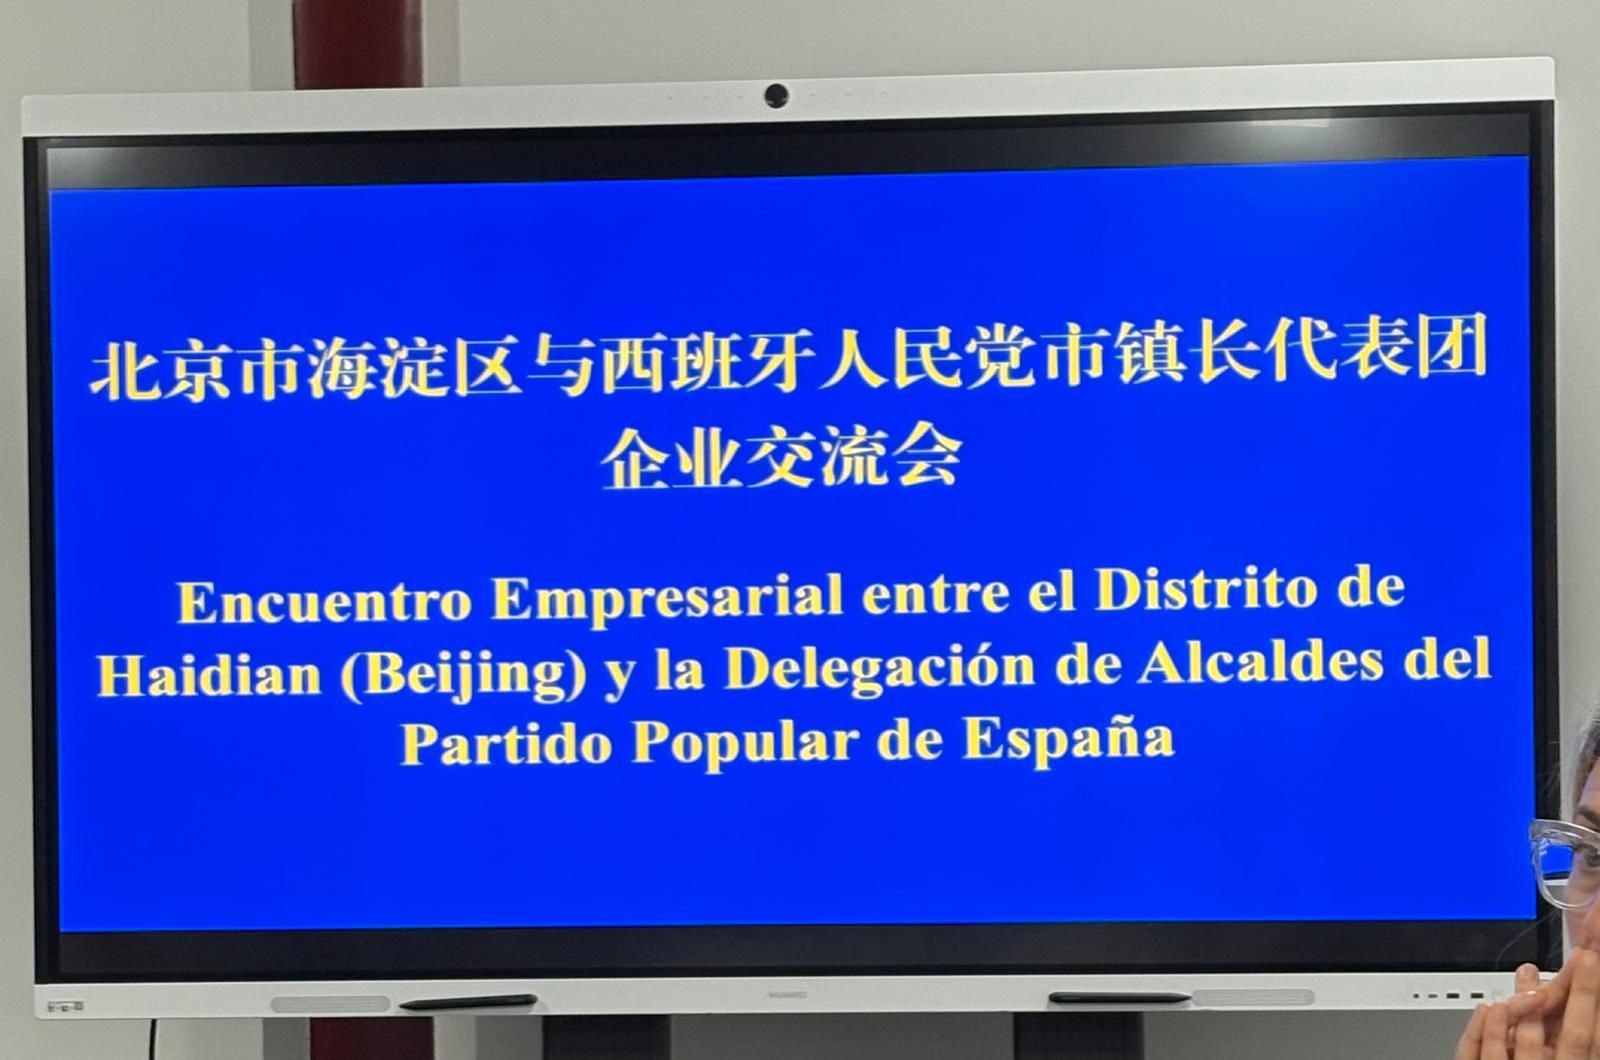 北京市海淀区与西班牙人民党市镇长代表团
企业交流会
Encuentro Empresarial entre el Distrito de
Haidian (Beijing) y la Delegación de Alcaldes del
Partido Popular de España
HUAWEI